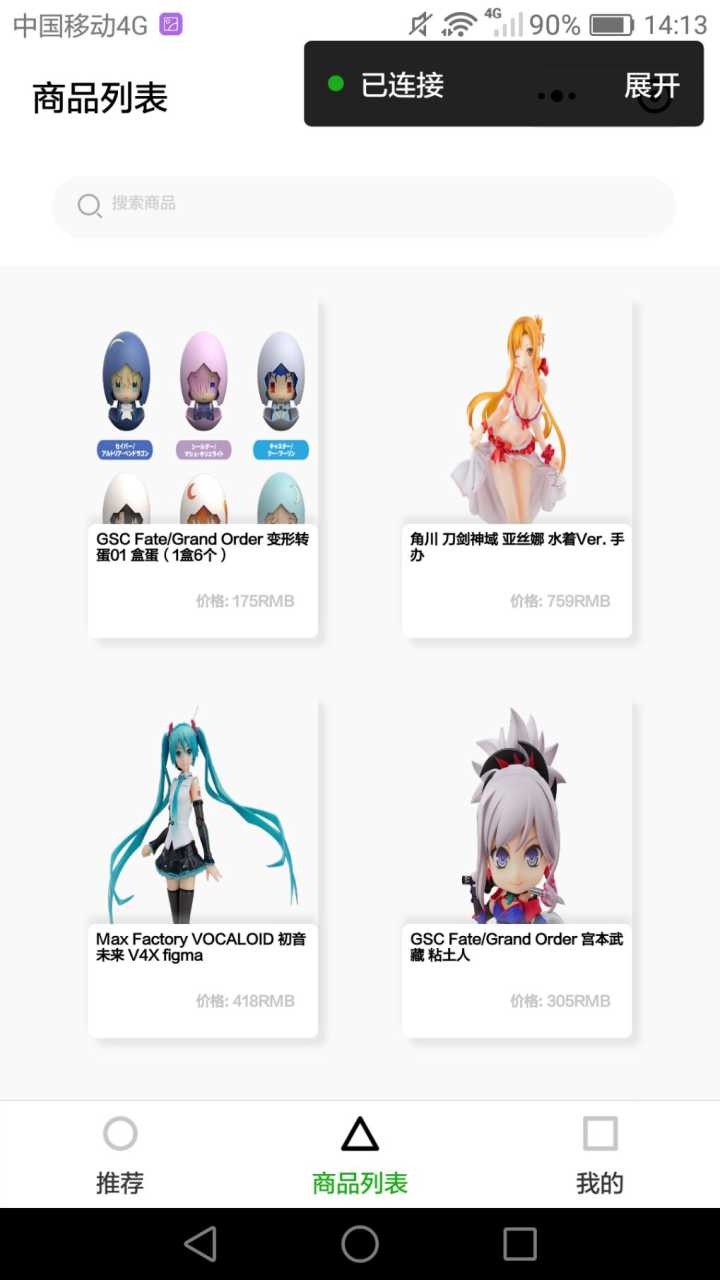 中国移动4G
4G
90%
14:13
商品列表
已连接
展开
搜索商品
セイバー/
アルトリア・ペンドラゴン
シールダー/
マシュ・キリエライト
キャスター/
クー・フーリン
GSC Fate/Grand Order 变形转
蛋01 盒蛋 ( 1盒6个 )
价格: 175RMB
角川 刀剑神域 亚丝娜 水着Ver. 手
办
价格: 759RMB
Max Factory VOCALOID 初音
未来 V4X figma
价格: 418RMB
GSC Fate/Grand Order 宫本武
藏 粘土人
价格: 305RMB
推荐
商品列表
我的